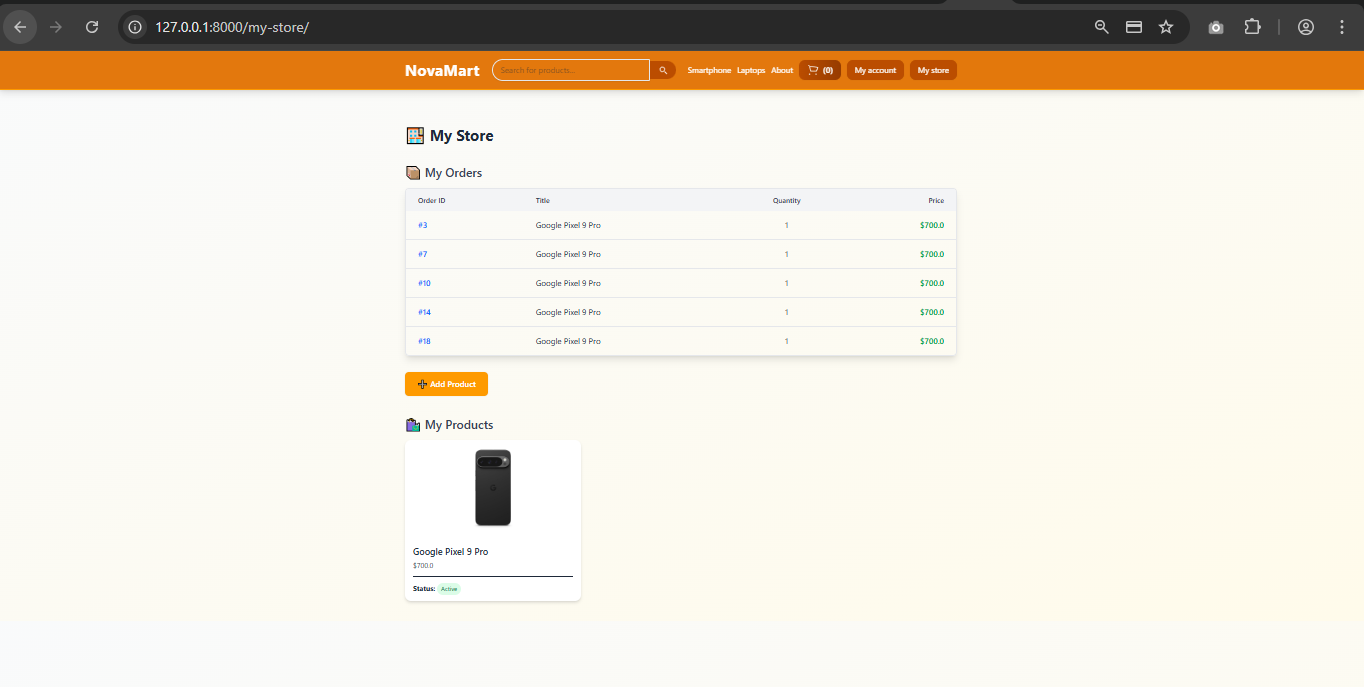 127.0.0.1:8000/my-store/
NovaMart Search for products... Smartphone Laptops About (0) My account My store
My Store
My Orders
Order ID Title Quantity Price
#3 Google Pixel 9 Pro 1 $700.0
#7 Google Pixel 9 Pro 1 $700.0
#10 Google Pixel 9 Pro 1 $700.0
#14 Google Pixel 9 Pro 1 $700.0
#18 Google Pixel 9 Pro 1 $700.0
Add Product
My Products
Google Pixel 9 Pro
$700.0
Status: Active